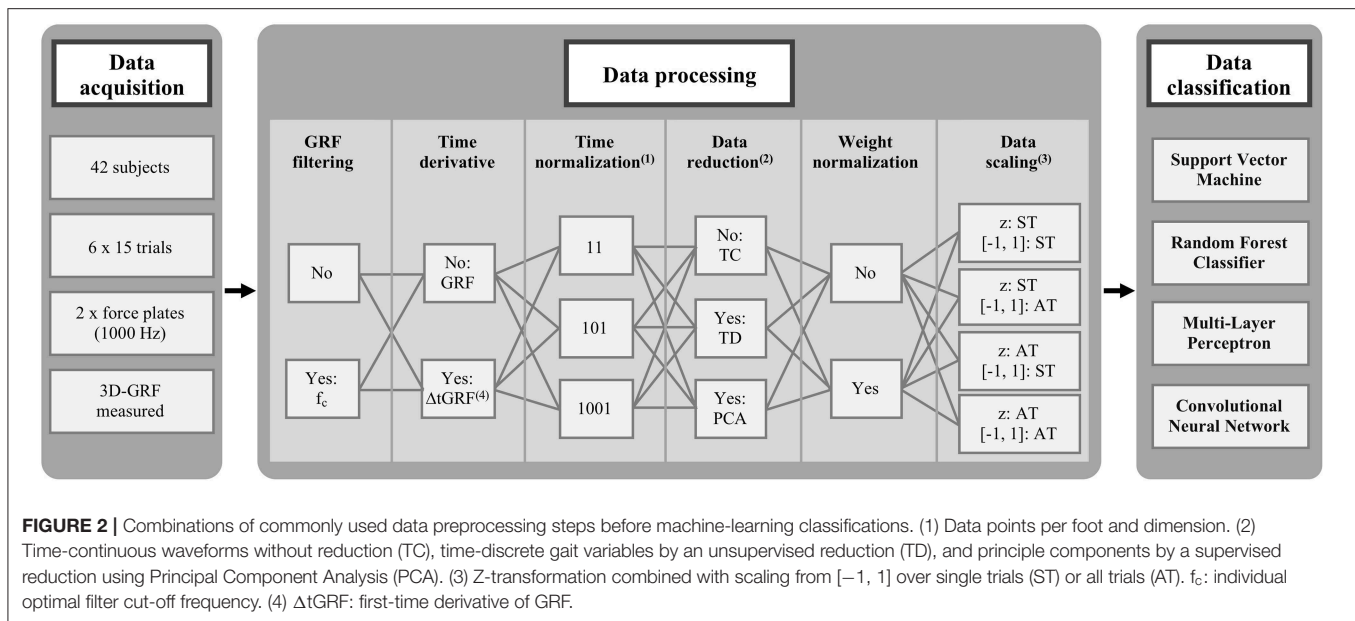 Data
acquisition
42 subjects
6 x 15 trials
2 x force plates
(1000 Hz)
3D-GRF
measured
Data processing
GRF
filtering
No
Yes:
f_c
Time
derivative
No:
GRF
Yes:
ΔtGRF(4)
Time
normalization(1)
11
101
1001
Data
reduction(2)
No:
TC
Yes:
TD
Yes:
PCA
Weight
normalization
No
Yes
Data
scaling(3)
z: ST
[-1, 1]: ST
z: ST
[-1, 1]: AT
z: AT
[-1, 1]: ST
z: AT
[-1, 1]: AT
Data
classification
Support Vector
Machine
Random Forest
Classifier
Multi-Layer
Perceptron
Convolutional
Neural Network
FIGURE 2 | Combinations of commonly used data preprocessing steps before machine-learning classifications. (1) Data points per foot and dimension. (2)
Time-continuous waveforms without reduction (TC), time-discrete gait variables by an unsupervised reduction (TD), and principle components by a supervised
reduction using Principal Component Analysis (PCA). (3) Z-transformation combined with scaling from [−1, 1] over single trials (ST) or all trials (AT). f_c: individual
optimal filter cut-off frequency. (4) ΔtGRF: first-time derivative of GRF.